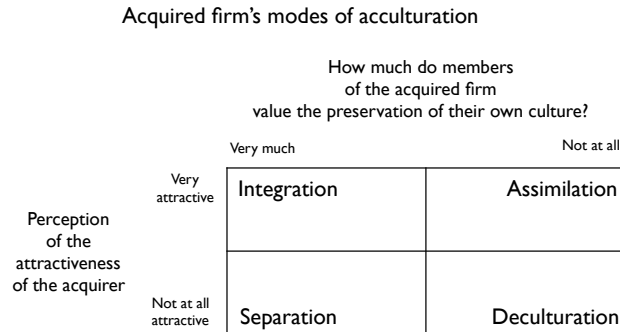 Acquired firm's modes of acculturation
How much do members
of the acquired firm
value the preservation of their own culture?
Very much
Not at all
Very
attractive
Integration
Assimilation
Perception
of the
attractiveness
of the acquirer
Not at all
attractive
Separation
Deculturation